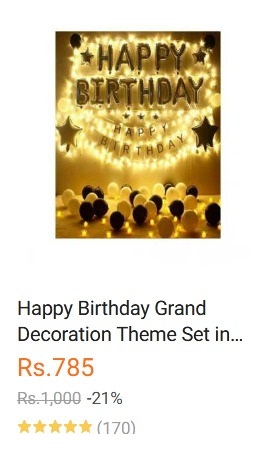 HAPPY
BIRTHDAY
HAPPY
BIRTHDAY
Happy Birthday Grand
Decoration Theme Set in...
Rs.785
Rs.1,000 -21%
(170)